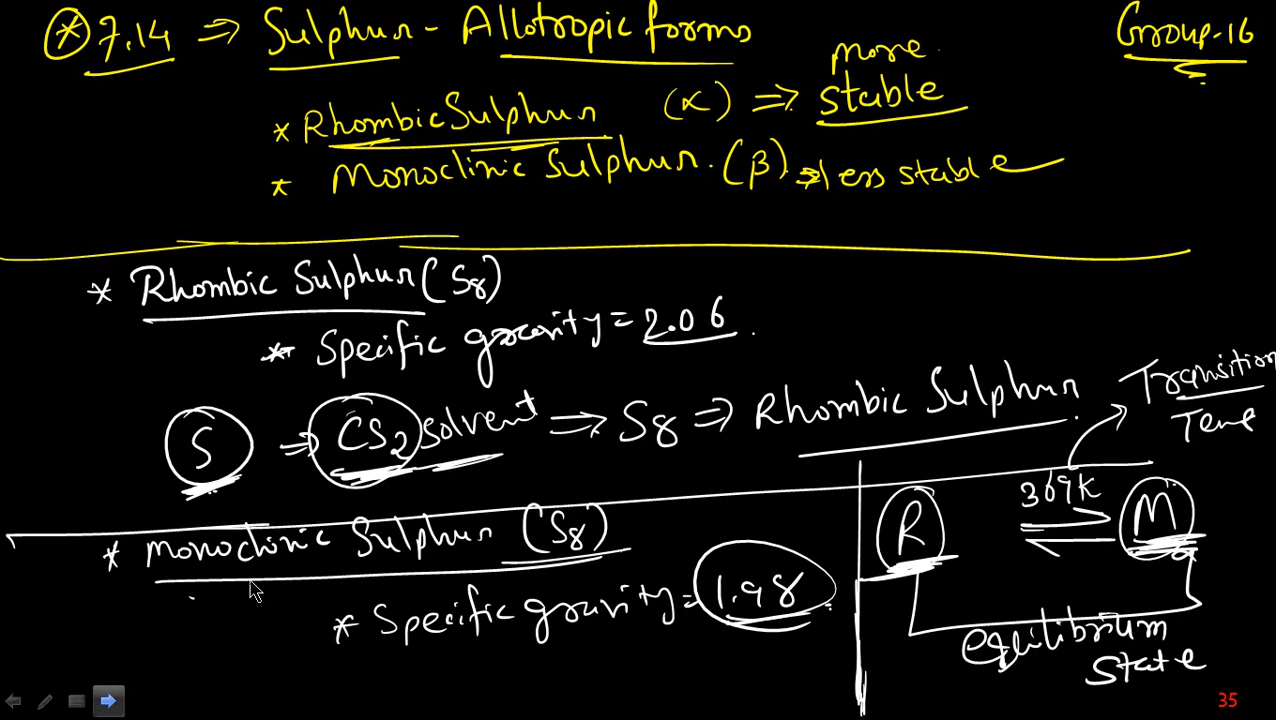 * 7.14 ⇒ Sulphur - Allotropic forms
Group-16
* Rhombic Sulphur (α) ⇒ more stable
* Monoclinic Sulphur. (β) ⇒ less stable
* Rhombic Sulphur (S8)
* Specific gravity = 2.06
S ⇒ CS2 solvent ⇒ S8 ⇒ Rhombic Sulphur
Transition
Temp
* Monoclinic Sulphur (S8)
R ⇌ 369K M
* Specific gravity = 1.98
equilibrium
State
35